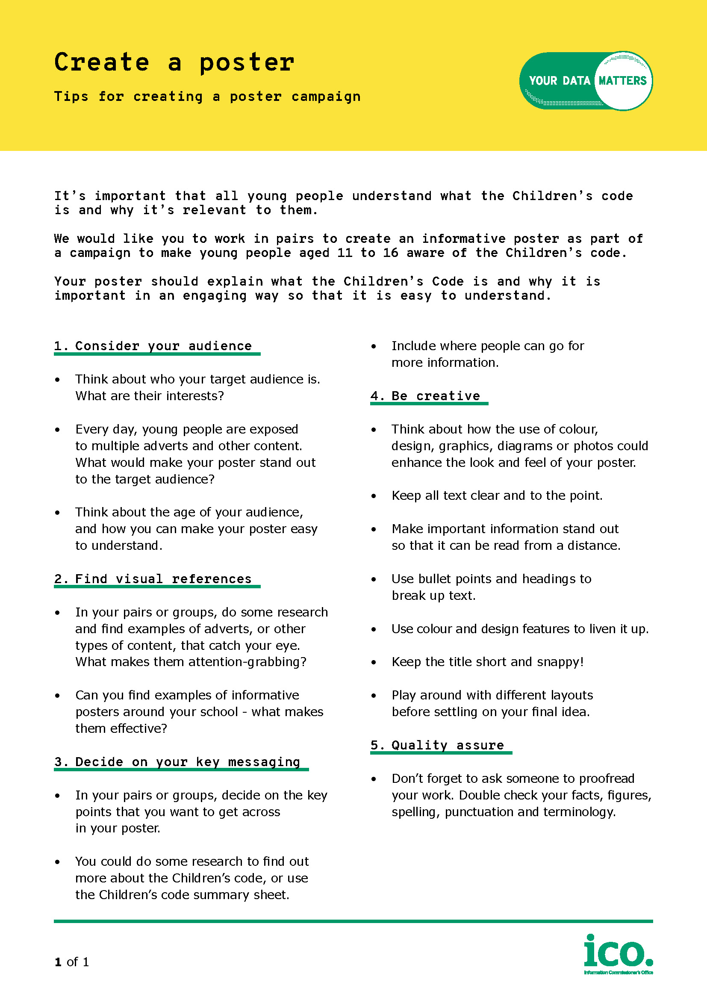 Create a poster
Tips for creating a poster campaign
YOUR DATA MATTERS
It’s important that all young people understand what the Children’s code
is and why it’s relevant to them.
We would like you to work in pairs to create an informative poster as part of
a campaign to make young people aged 11 to 16 aware of the Children’s code.
Your poster should explain what the Children’s Code is and why it is
important in an engaging way so that it is easy to understand.
1. Consider your audience
• Think about who your target audience is.
What are their interests?
• Every day, young people are exposed
to multiple adverts and other content.
What would make your poster stand out
to the target audience?
• Think about the age of your audience,
and how you can make your poster easy
to understand.
2. Find visual references
• In your pairs or groups, do some research
and find examples of adverts, or other
types of content, that catch your eye.
What makes them attention-grabbing?
• Can you find examples of informative
posters around your school - what makes
them effective?
3. Decide on your key messaging
• In your pairs or groups, decide on the key
points that you want to get across
in your poster.
• You could do some research to find out
more about the Children’s code, or use
the Children’s code summary sheet.
• Include where people can go for
more information.
4. Be creative
• Think about how the use of colour,
design, graphics, diagrams or photos could
enhance the look and feel of your poster.
• Keep all text clear and to the point.
• Make important information stand out
so that it can be read from a distance.
• Use bullet points and headings to
break up text.
• Use colour and design features to liven it up.
• Keep the title short and snappy!
• Play around with different layouts
before settling on your final idea.
5. Quality assure
• Don’t forget to ask someone to proofread
your work. Double check your facts, figures,
spelling, punctuation and terminology.
1 of 1
ico.
Information Commissioner's Office